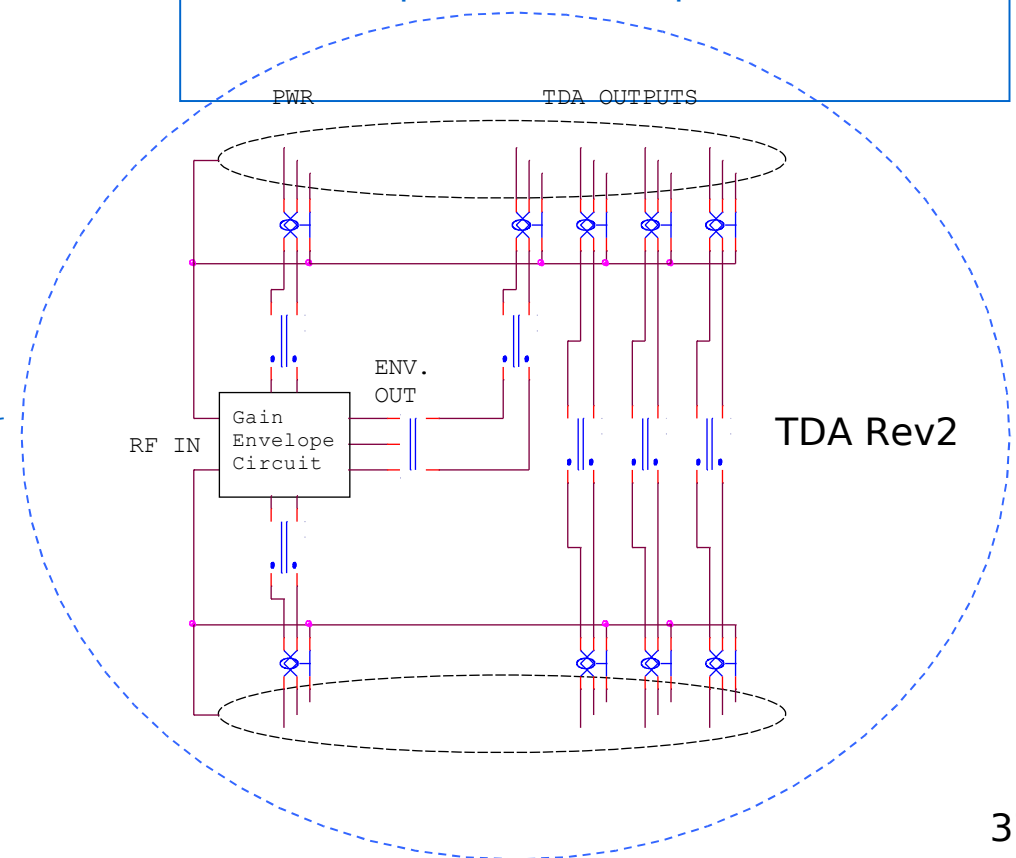 PWR
TDA OUTPUTS
ENV.
OUT
RF IN
Gain
Envelope
Circuit
TDA Rev2
3